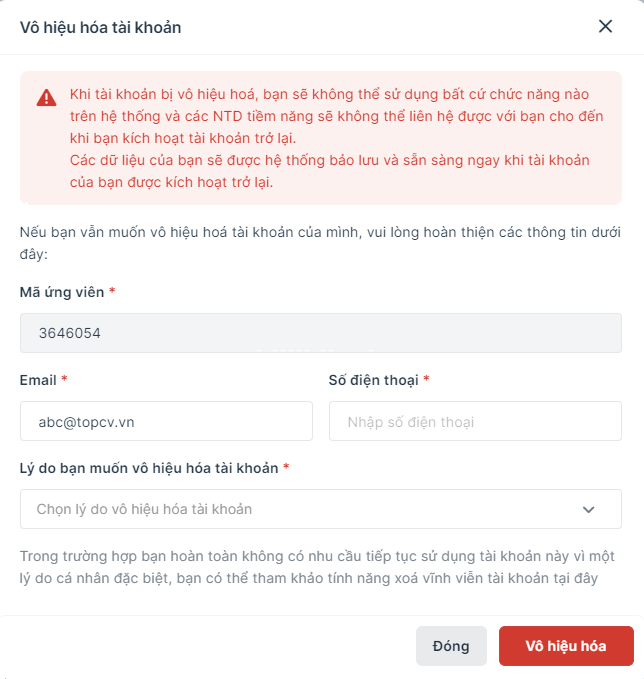 Vô hiệu hóa tài khoản
Khi tài khoản bị vô hiệu hoá, bạn sẽ không thể sử dụng bất cứ chức năng nào
trên hệ thống và các NTD tiềm năng sẽ không thể liên hệ được với bạn cho đến
khi bạn kích hoạt tài khoản trở lại.
Các dữ liệu của bạn sẽ được hệ thống bảo lưu và sẵn sàng ngay khi tài khoản
của bạn được kích hoạt trở lại.
Nếu bạn vẫn muốn vô hiệu hoá tài khoản của mình, vui lòng hoàn thiện các thông tin dưới
đây:
Mã ứng viên *
3646054
Email *
Số điện thoại *
abc@topcv.vn
Nhập số điện thoại
Lý do bạn muốn vô hiệu hóa tài khoản *
Chọn lý do vô hiệu hóa tài khoản
Trong trường hợp bạn hoàn toàn không có nhu cầu tiếp tục sử dụng tài khoản này vì một
lý do cá nhân đặc biệt, bạn có thể tham khảo tính năng xoá vĩnh viễn tài khoản tại đây
Đóng
Vô hiệu hóa